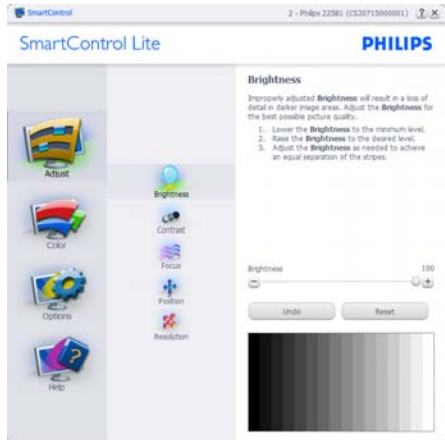 SmartControl
2 - Philips 225B1 (CS30715000001)
SmartControl Lite
PHILIPS
Adjust
Color
Options
Help
Brightness
Contrast
Focus
Position
Resolution
Brightness
Improperly adjusted Brightness will result in a loss of
detail in darker image areas. Adjust the Brightness for
the best possible picture quality.
1. Lower the Brightness to the minimum level.
2. Raise the Brightness to the desired level.
3. Adjust the Brightness as needed to achieve
an equal separation of the stripes.
Brightness 100
Undo Reset